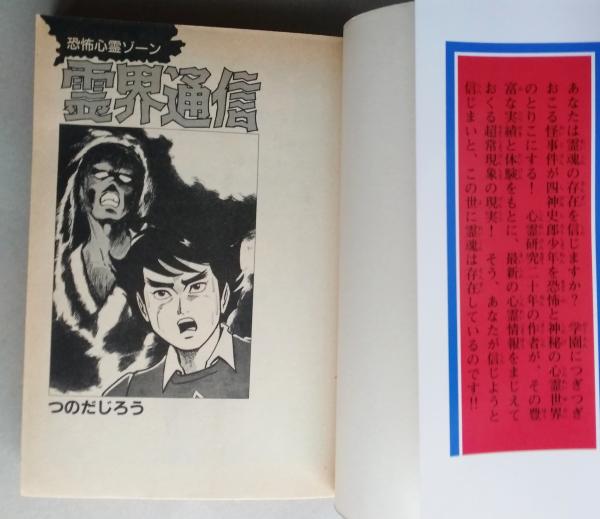 恐怖心霊ゾーン
霊界通信
つのだじろう
あなたは霊魂の存在を信じますか？　学園につぎつぎ
おこる怪事件が四神史郎少年を恐怖と神秘の心霊世界
のとりこにする！　心霊研究二十年の作者が、その豊
富な実績と体験をもとに、最新の心霊情報をまじえて
おくる超常現象の現実！　そう、あなたが信じようと
信じまいと、この世に霊魂は存在しているのです!!